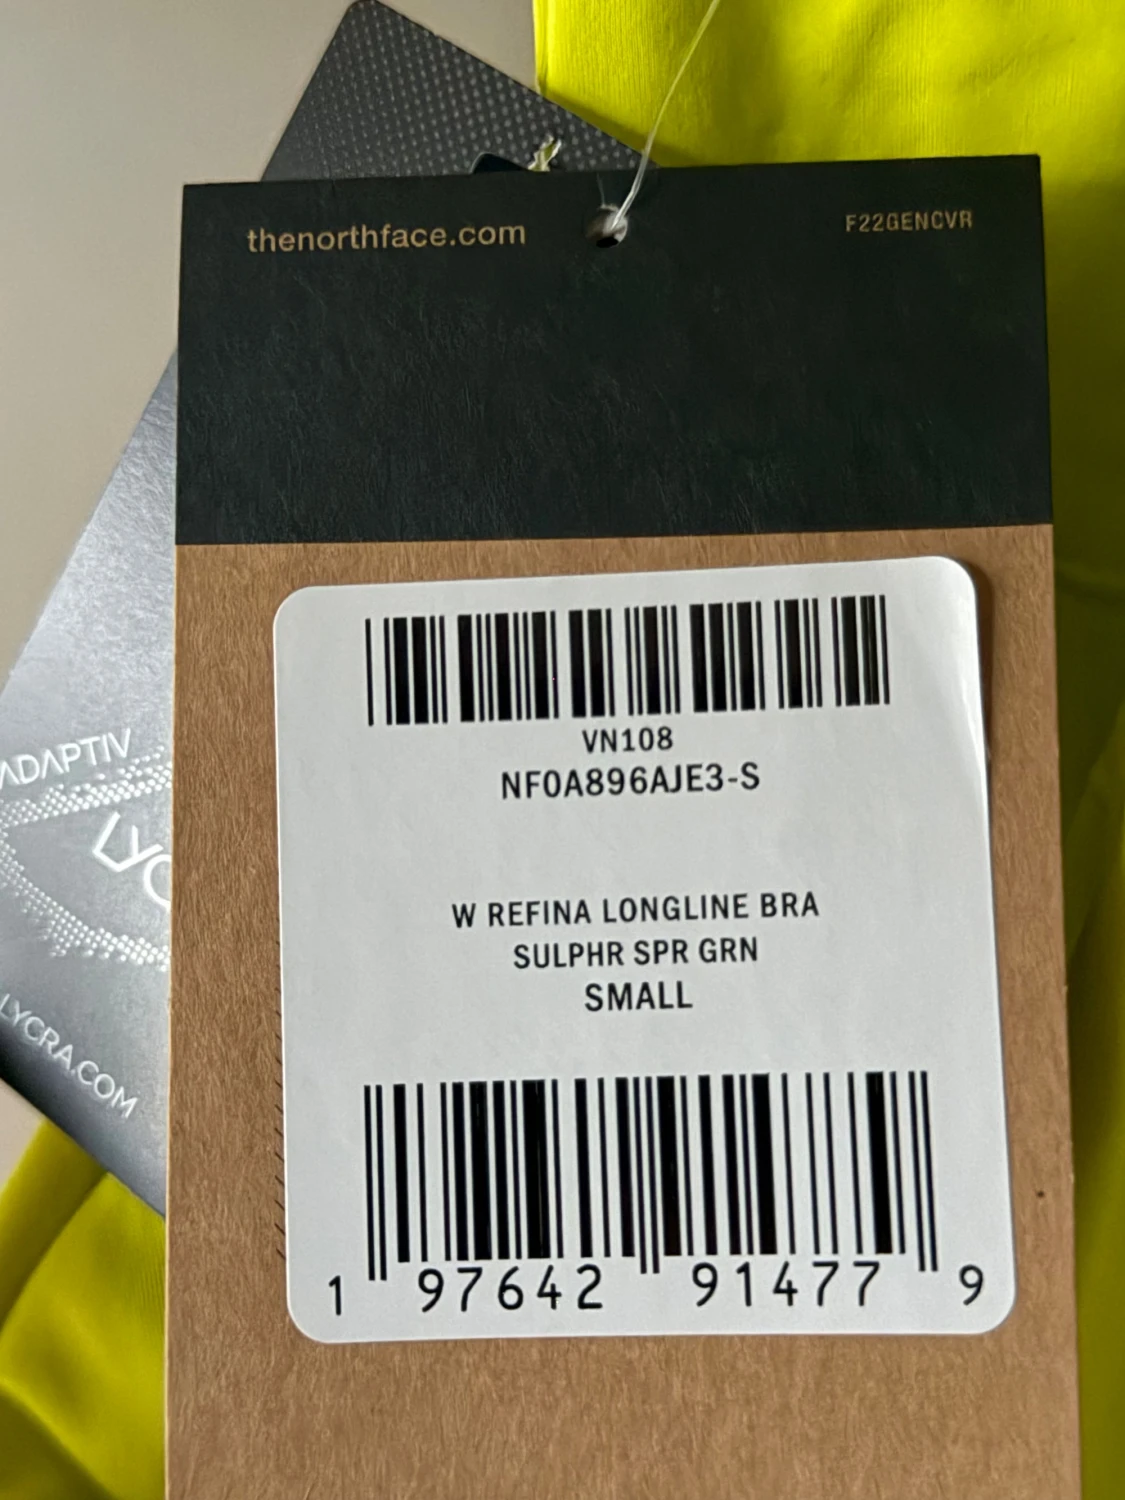 thenorthface.com
F22GENCVR
VN108
NF0A896AJE3-S
W REFINA LONGLINE BRA
SULPHR SPR GRN
SMALL
1 97642 91477 9
ADAPTIV
LYCRA.COM